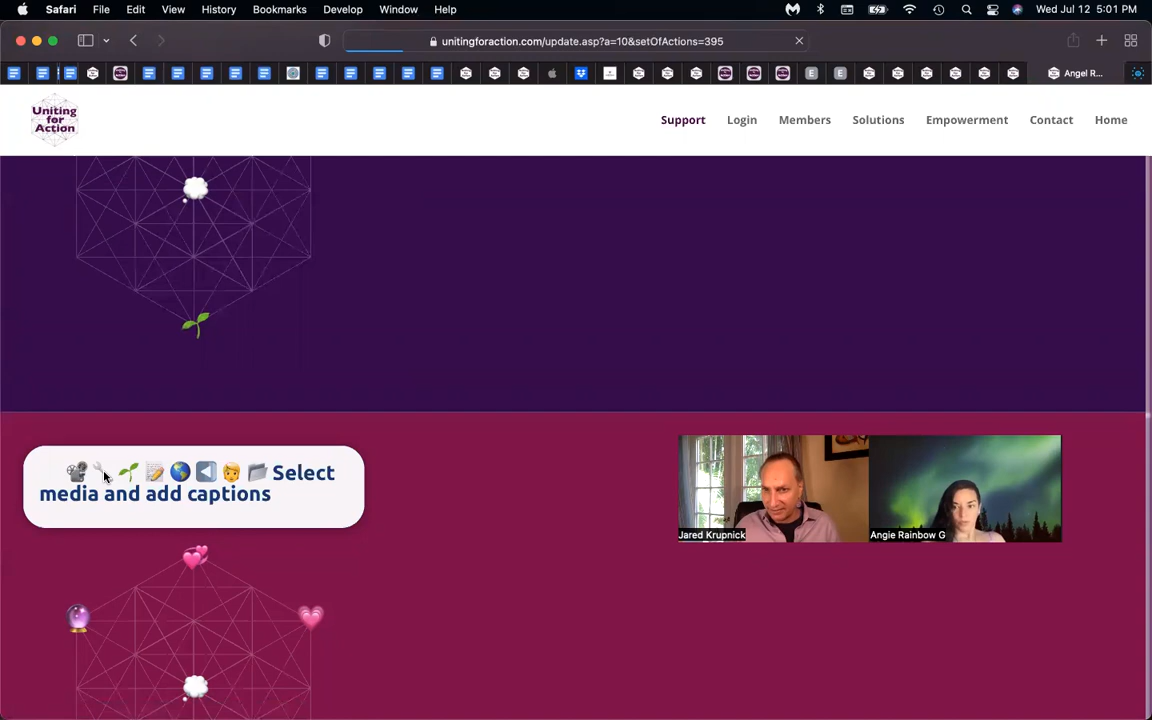 Safari File Edit View History Bookmarks Develop Window Help Wed Jul 12 5:01 PM
unitingforaction.com/update.asp?a=10&setOfActions=395
E E Angel R...
Uniting
for
Action
Support Login Members Solutions Empowerment Contact Home
Select
media and add captions
Jared Krupnick Angie Rainbow G